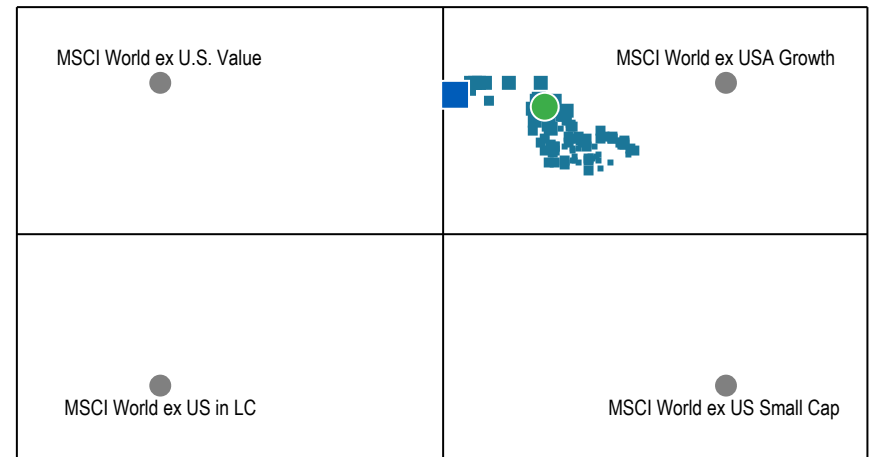 MSCI World ex U.S. Value
MSCI World ex USA Growth
MSCI World ex US in LC
MSCI World ex US Small Cap